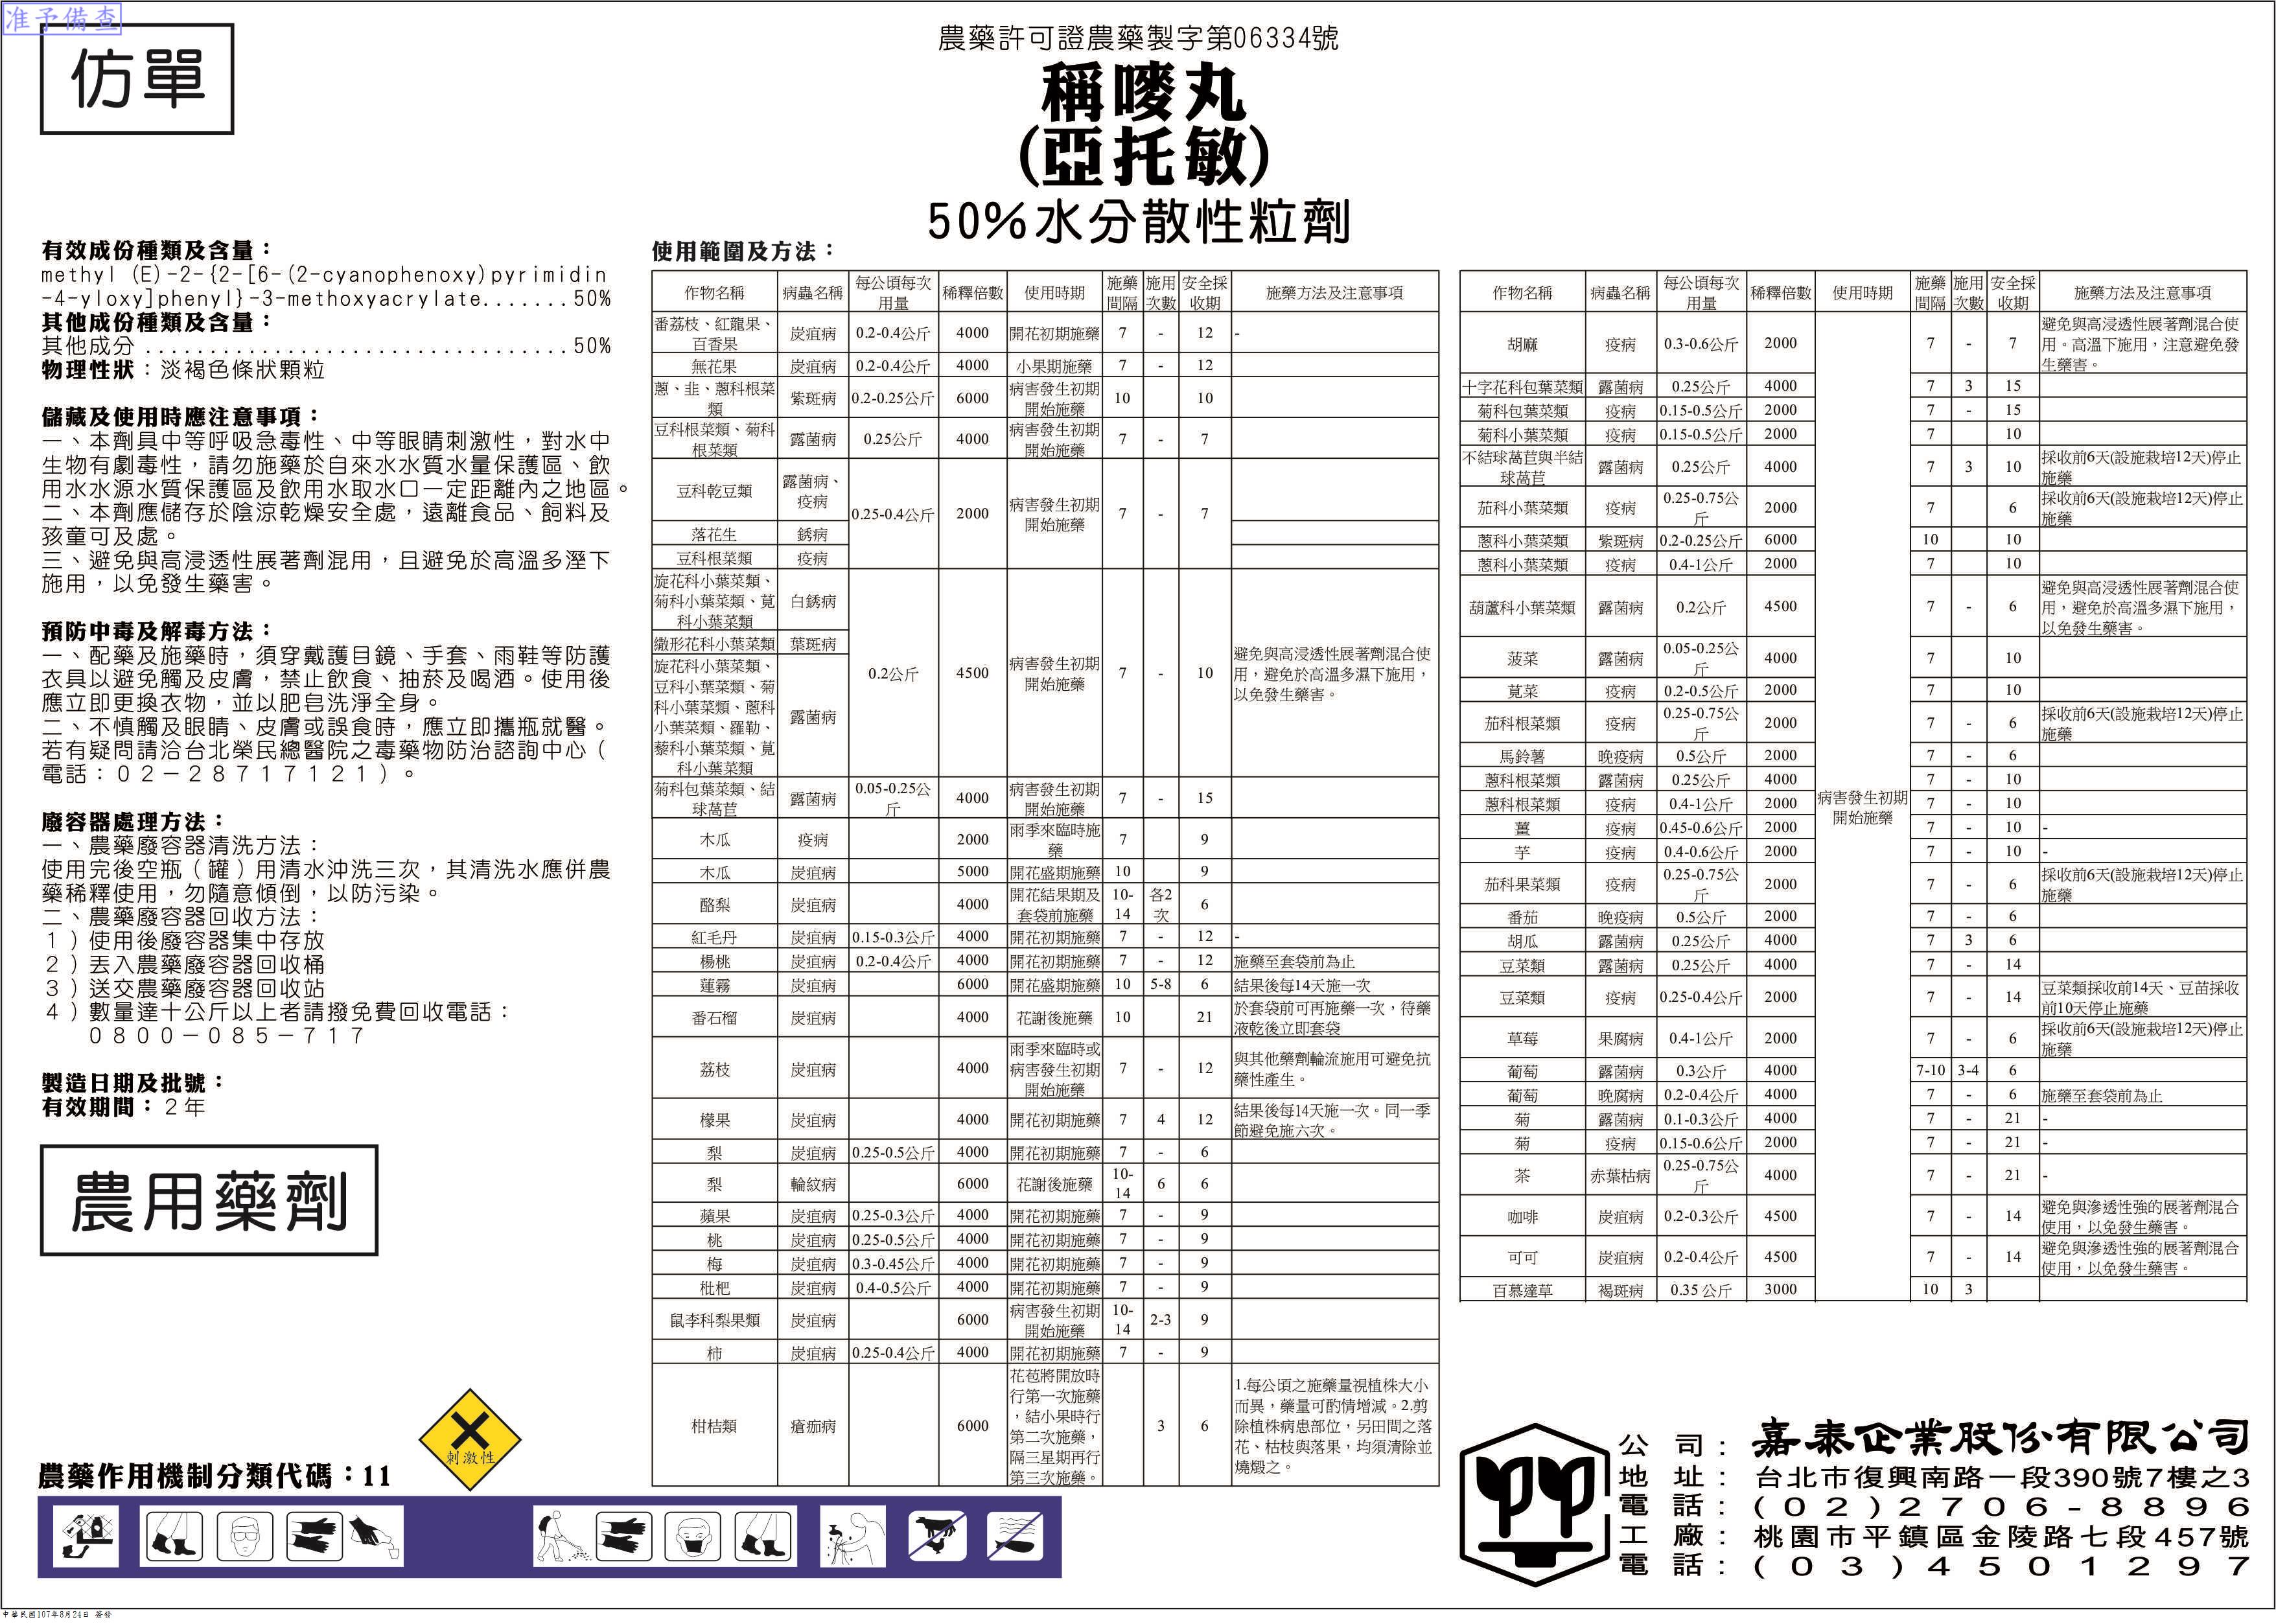 准予備查
仿單
農藥許可證農藥製字第06334號
稱嘜丸
(亞托敏)
50%水分散性粒劑
有效成份種類及含量：
methyl (E)-2-{2-[6-(2-cyanophenoxy)pyrimidin
-4-yloxy]phenyl}-3-methoxyacrylate.......50%
其他成份種類及含量：
其他成分 .................................50%
物理性狀：淡褐色條狀顆粒
儲藏及使用時應注意事項：
一、本劑具中等呼吸急毒性、中等眼睛刺激性，對水中
生物有劇毒性，請勿施藥於自來水水質水量保護區、飲
用水水源水質保護區及飲用水取水口一定距離內之地區。
二、本劑應儲存於陰涼乾燥安全處，遠離食品、飼料及
孩童可及處。
三、避免與高浸透性展著劑混用，且避免於高溫多溼下
施用，以免發生藥害。
預防中毒及解毒方法：
一、配藥及施藥時，須穿戴護目鏡、手套、雨鞋等防護
衣具以避免觸及皮膚，禁止飲食、抽菸及喝酒。使用後
應立即更換衣物，並以肥皂洗淨全身。
二、不慎觸及眼睛、皮膚或誤食時，應立即攜瓶就醫。
若有疑問請洽台北榮民總醫院之毒藥物防治諮詢中心（
電話：０２－２８７１７１２１）。
廢容器處理方法：
一、農藥廢容器清洗方法：
使用完後空瓶（罐）用清水沖洗三次，其清洗水應併農
藥稀釋使用，勿隨意傾倒，以防污染。
二、農藥廢容器回收方法：
１）使用後廢容器集中存放
２）丟入農藥廢容器回收桶
３）送交農藥廢容器回收站
４）數量達十公斤以上者請撥免費回收電話：
０８００－０８５－７１７
製造日期及批號：
有效期間：２年
農用藥劑
刺激性
農藥作用機制分類代碼：11
使用範圍及方法：
作物名稱 病蟲名稱 每公頃每次用量 稀釋倍數 使用時期 施藥間隔 施用次數 安全採收期 施藥方法及注意事項
番荔枝、紅龍果、百香果 炭疽病 0.2-0.4公斤 4000 開花初期施藥 7 - 12 -
無花果 炭疽病 0.2-0.4公斤 4000 小果期施藥 7 - 12
蔥、韭、蔥科根菜類 紫斑病 0.2-0.25公斤 6000 病害發生初期開始施藥 10 10
豆科根菜類、菊科根菜類 露菌病 0.25公斤 4000 病害發生初期開始施藥 7 - 7
豆科乾豆類 露菌病、疫病 0.25-0.4公斤 2000 病害發生初期開始施藥 7 - 7
落花生 銹病
豆科根菜類 疫病
旋花科小葉菜類、菊科小葉菜類、莧科小葉菜類 白銹病 0.2公斤 4500 病害發生初期開始施藥 7 - 10 避免與高浸透性展著劑混合使用，避免於高溫多濕下施用，以免發生藥害。
繖形花科小葉菜類 葉斑病
旋花科小葉菜類、豆科小葉菜類、菊科小葉菜類、蔥科小葉菜類、羅勒、藜科小葉菜類、莧科小葉菜類 露菌病
菊科包葉菜類、結球萵苣 露菌病 0.05-0.25公斤 4000 病害發生初期開始施藥 7 - 15
木瓜 疫病 2000 雨季來臨時施藥 7 9
木瓜 炭疽病 5000 開花盛期施藥 10 9
酪梨 炭疽病 4000 開花結果期及套袋前施藥 10-14 各2次 6
紅毛丹 炭疽病 0.15-0.3公斤 4000 開花初期施藥 7 - 12 -
楊桃 炭疽病 0.2-0.4公斤 4000 開花初期施藥 7 - 12 施藥至套袋前為止
蓮霧 炭疽病 6000 開花盛期施藥 10 5-8 6 結果後每14天施一次
番石榴 炭疽病 4000 花謝後施藥 10 21 於套袋前可再施藥一次，待藥液乾後立即套袋
荔枝 炭疽病 4000 雨季來臨時或病害發生初期開始施藥 7 - 12 與其他藥劑輪流施用可避免抗藥性產生。
檬果 炭疽病 4000 開花初期施藥 7 4 12 結果後每14天施一次。同一季節避免施六次。
梨 炭疽病 0.25-0.5公斤 4000 開花初期施藥 7 - 6
梨 輪紋病 6000 花謝後施藥 10-14 6 6
蘋果 炭疽病 0.25-0.3公斤 4000 開花初期施藥 7 - 9
桃 炭疽病 0.25-0.5公斤 4000 開花初期施藥 7 - 9
梅 炭疽病 0.3-0.45公斤 4000 開花初期施藥 7 - 9
枇杷 炭疽病 0.4-0.5公斤 4000 開花初期施藥 7 - 9
鼠李科梨果類 炭疽病 6000 病害發生初期開始施藥 10-14 2-3 9
柿 炭疽病 0.25-0.4公斤 4000 開花初期施藥 7 - 9
柑桔類 瘡痂病 6000 花苞將開放時行第一次施藥，結小果時行第二次施藥，隔三星期再行第三次施藥。 3 6 1.每公頃之施藥量視植株大小而異，藥量可酌情增減。2.剪除植株病患部位，另田間之落花、枯枝與落果，均須清除並燒燬之。
作物名稱 病蟲名稱 每公頃每次用量 稀釋倍數 使用時期 施藥間隔 施用次數 安全採收期 施藥方法及注意事項
胡麻 疫病 0.3-0.6公斤 2000 7 - 7 避免與高浸透性展著劑混合使用。高溫下施用，注意避免發生藥害。
十字花科包葉菜類 露菌病 0.25公斤 4000 7 3 15
菊科包葉菜類 疫病 0.15-0.5公斤 2000 7 - 15
菊科小葉菜類 疫病 0.15-0.5公斤 2000 7 10
不結球萵苣與半結球萵苣 露菌病 0.25公斤 4000 7 3 10 採收前6天(設施栽培12天)停止施藥
茄科小葉菜類 疫病 0.25-0.75公斤 2000 7 6 採收前6天(設施栽培12天)停止施藥
蔥科小葉菜類 紫斑病 0.2-0.25公斤 6000 10 10
蔥科小葉菜類 疫病 0.4-1公斤 2000 7 10
葫蘆科小葉菜類 露菌病 0.2公斤 4500 7 - 6 避免與高浸透性展著劑混合使用，避免於高溫多濕下施用，以免發生藥害。
菠菜 露菌病 0.05-0.25公斤 4000 7 10
莧菜 疫病 0.2-0.5公斤 2000 7 10
茄科根菜類 疫病 0.25-0.75公斤 2000 7 - 6 採收前6天(設施栽培12天)停止施藥
馬鈴薯 晚疫病 0.5公斤 2000 7 - 6
蔥科根菜類 露菌病 0.25公斤 4000 7 - 10
蔥科根菜類 疫病 0.4-1公斤 2000 病害發生初期開始施藥 7 - 10
薑 疫病 0.45-0.6公斤 2000 7 - 10 -
芋 疫病 0.4-0.6公斤 2000 7 - 10 -
茄科果菜類 疫病 0.25-0.75公斤 2000 7 - 6 採收前6天(設施栽培12天)停止施藥
番茄 晚疫病 0.5公斤 2000 7 - 6
胡瓜 露菌病 0.25公斤 4000 7 3 6
豆菜類 露菌病 0.25公斤 4000 7 - 14
豆菜類 疫病 0.25-0.4公斤 2000 7 - 14 豆菜類採收前14天、豆苗採收前10天停止施藥
草莓 果腐病 0.4-1公斤 2000 7 - 6 採收前6天(設施栽培12天)停止施藥
葡萄 露菌病 0.3公斤 4000 7-10 3-4 6
葡萄 晚腐病 0.2-0.4公斤 4000 7 - 6 施藥至套袋前為止
菊 露菌病 0.1-0.3公斤 4000 7 - 21 -
菊 疫病 0.15-0.6公斤 2000 7 - 21 -
茶 赤葉枯病 0.25-0.75公斤 4000 7 - 21 -
咖啡 炭疽病 0.2-0.3公斤 4500 7 - 14 避免與滲透性強的展著劑混合使用，以免發生藥害。
可可 炭疽病 0.2-0.4公斤 4500 7 - 14 避免與滲透性強的展著劑混合使用，以免發生藥害。
百慕達草 褐斑病 0.35 公斤 3000 10 3
公司：嘉泰企業股份有限公司
地址：台北市復興南路一段390號7樓之3
電話：(02)2706-8896
工廠：桃園市平鎮區金陵路七段457號
電話：(03)4501297
中華民國107年8月24日 簽發